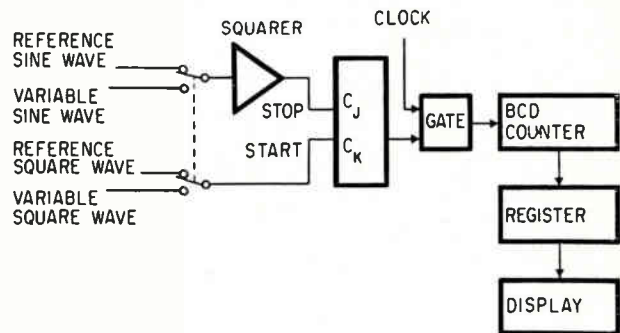 SQUARER
CLOCK
REFERENCE
SINE WAVE
VARIABLE
SINE WAVE
REFERENCE
SQUARE WAVE
VARIABLE
SQUARE WAVE
STOP
START
CJ
CK
GATE
BCD
COUNTER
REGISTER
DISPLAY